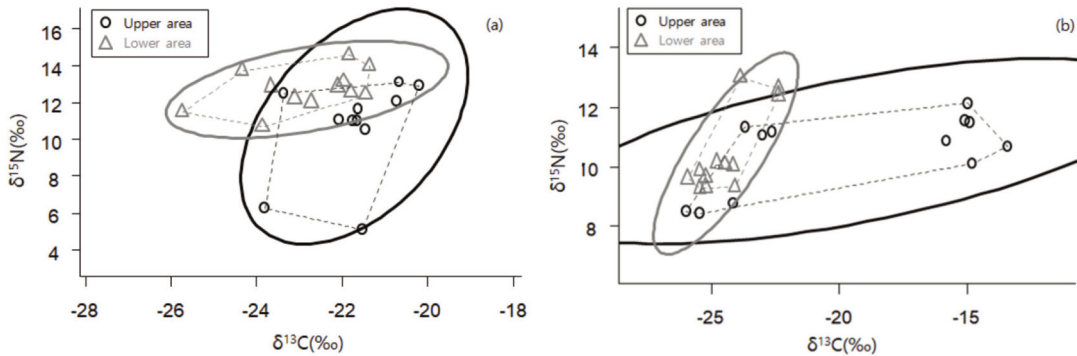 (a)
Upper area
Lower area
16
14
12
10
8
6
4
δ¹⁵N(‰)
-28 -26 -24 -22 -20 -18
δ¹³C(‰)
(b)
Upper area
Lower area
14
12
10
8
δ¹⁵N(‰)
-25 -20 -15
δ¹³C(‰)